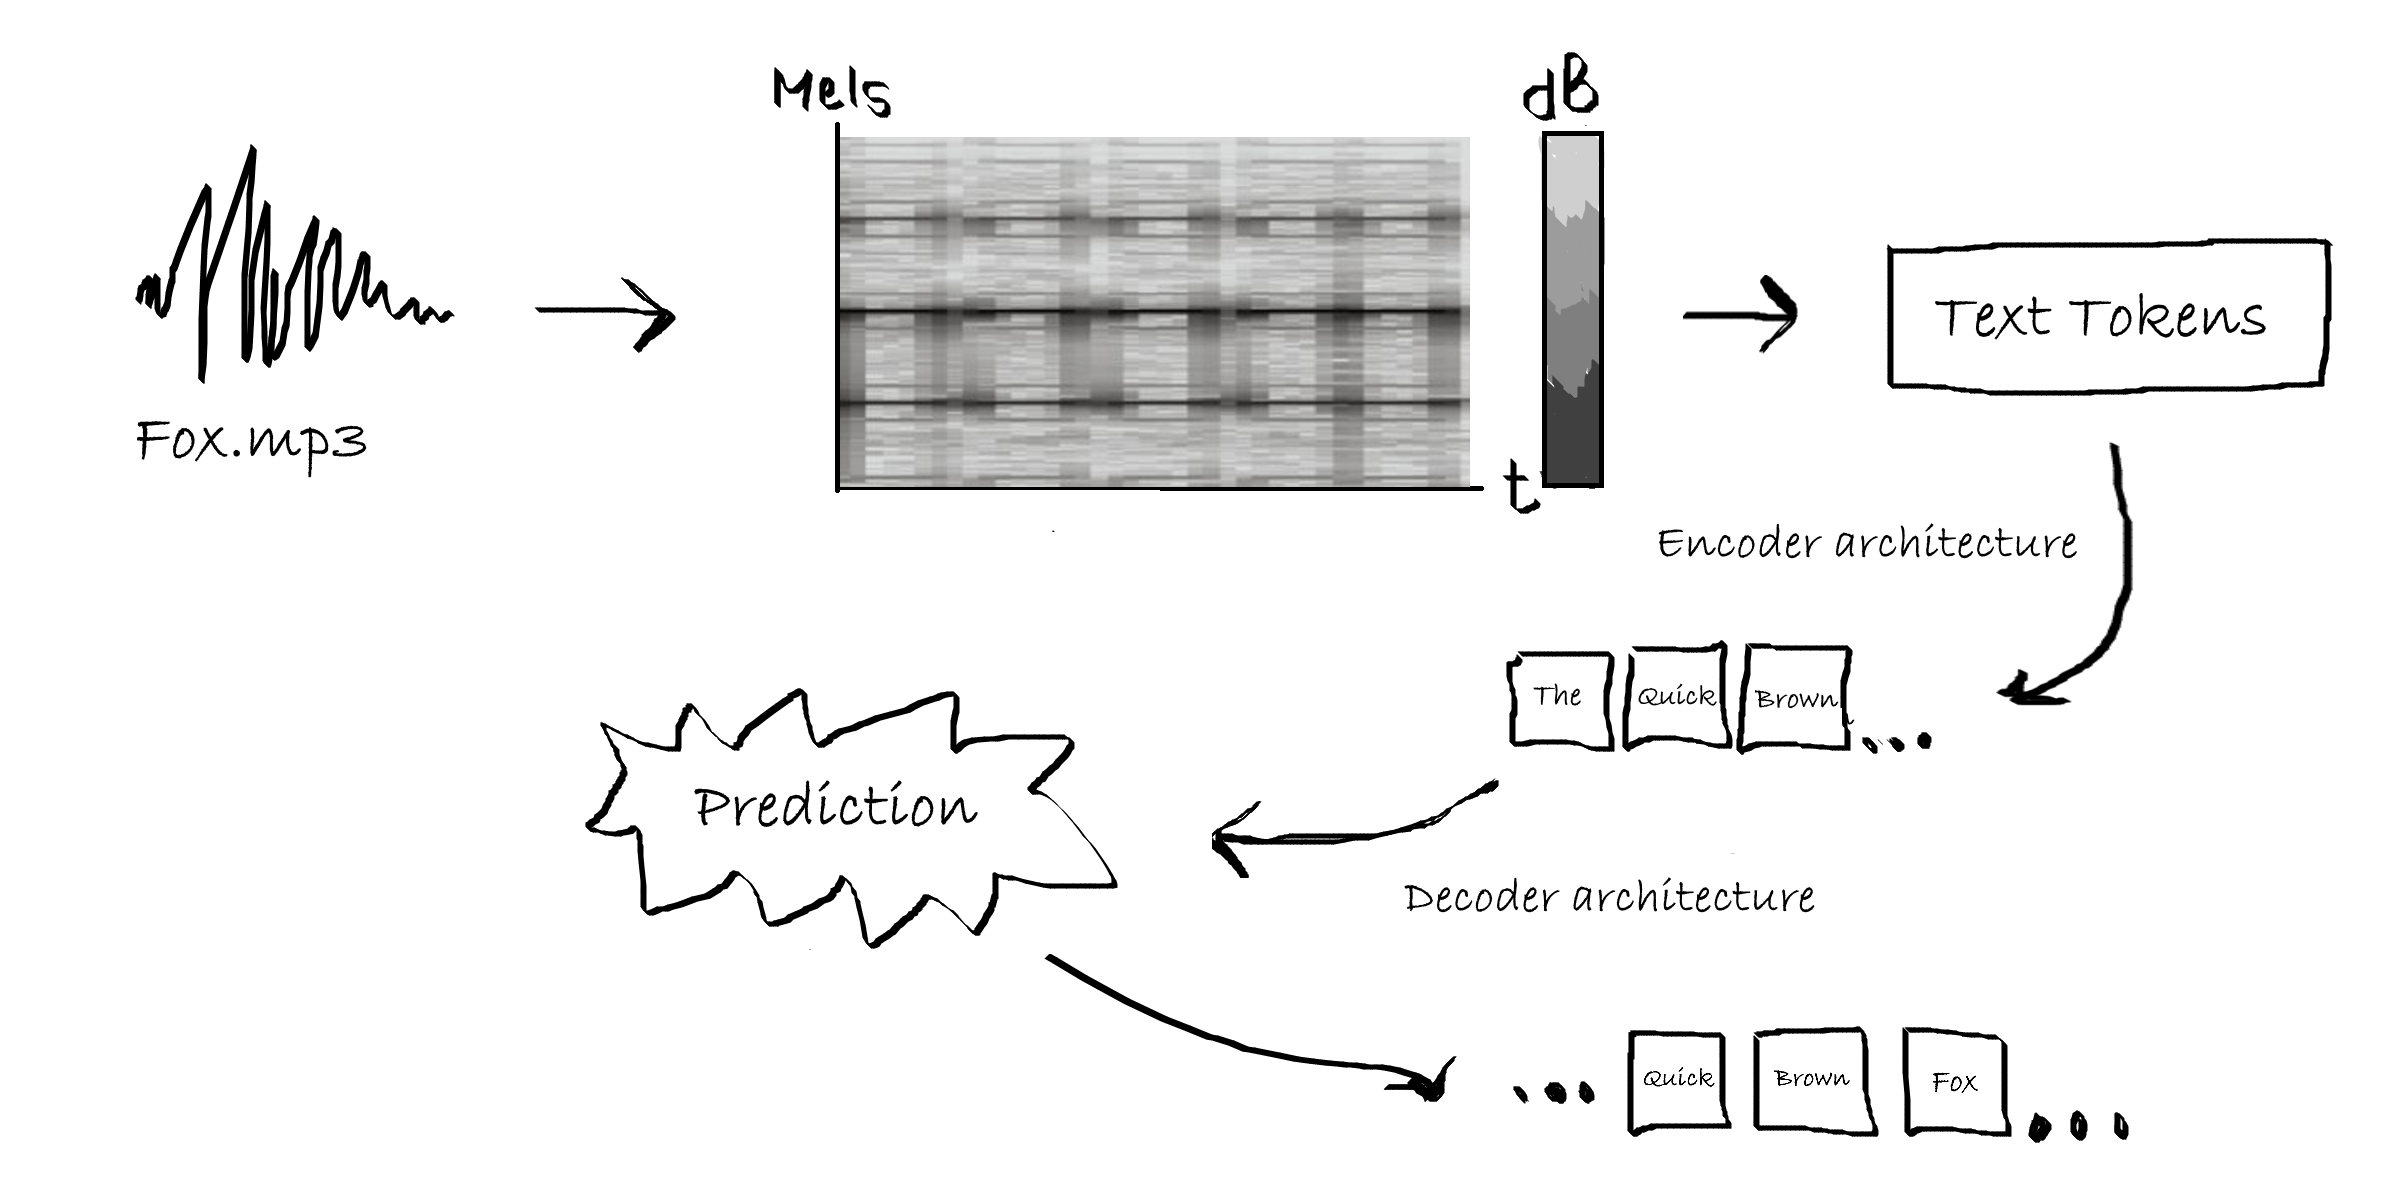 Mels
dB
Fox.mp3
t
Text Tokens
Encoder architecture
The
Quick
Brown
...
Prediction
Decoder architecture
...
Quick
Brown
Fox
...